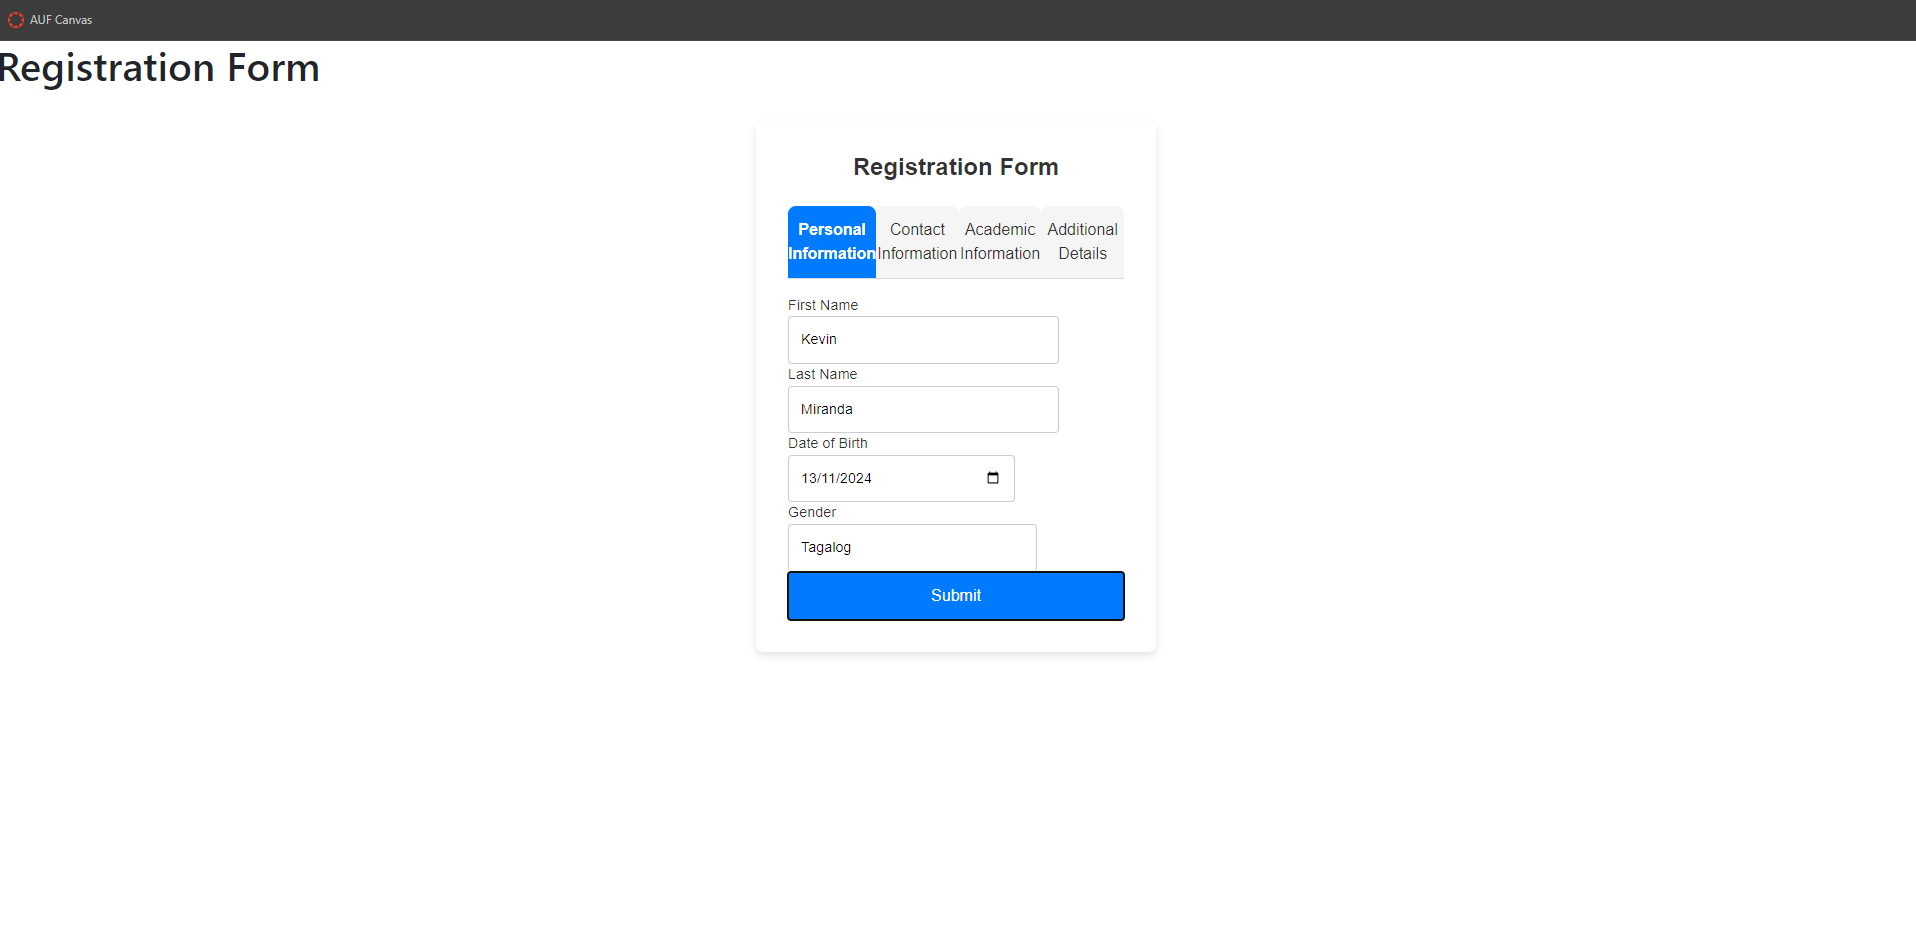 AUF Canvas
Registration Form
Registration Form
Personal Information
Contact Information
Academic Information
Additional Details
First Name
Kevin
Last Name
Miranda
Date of Birth
13/11/2024
Gender
Tagalog
Submit